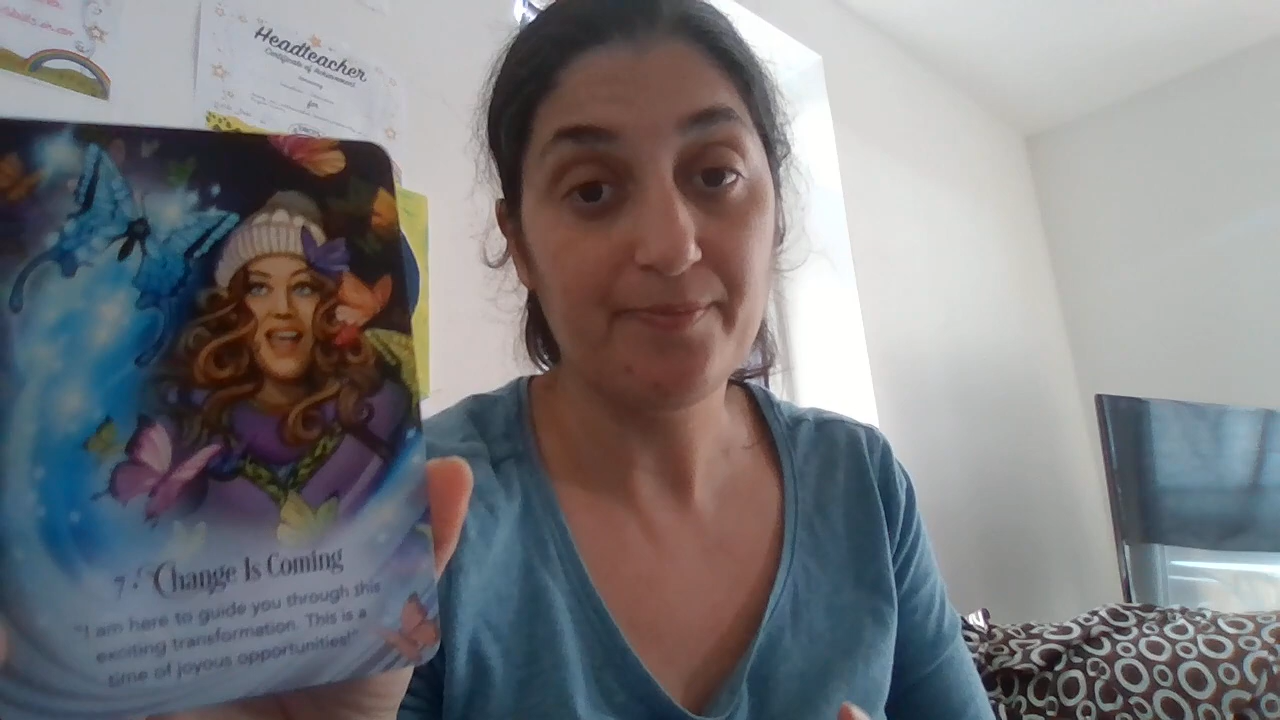 Headteacher
Certificate of Achievement
for
7 · Change Is Coming
"I am here to guide you through this
exciting transformation. This is a
time of joyous opportunities!"